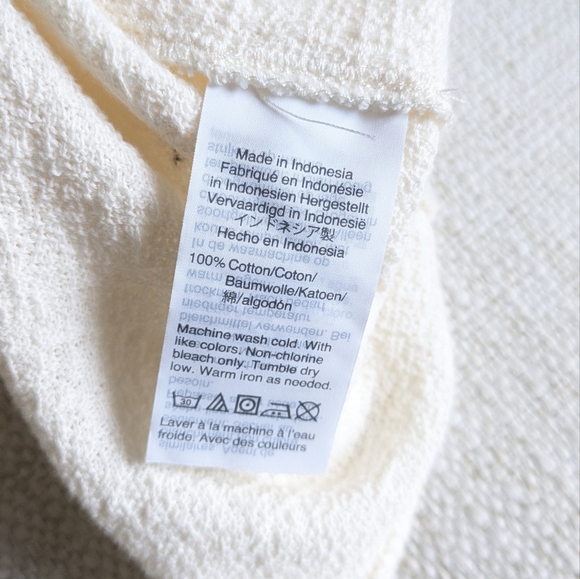 Made in Indonesia
Fabriqué en Indonésie
in Indonesien Hergestellt
Vervaardigd in Indonesië
インドネシア製
Hecho en Indonesia
100% Cotton/Coton/
Baumwolle/Katoen/
綿/algodón
Machine wash cold. With
like colors. Non-chlorine
bleach only. Tumble dry
low. Warm iron as needed.
30
Laver à la machine à l'eau
froide. Avec des couleurs